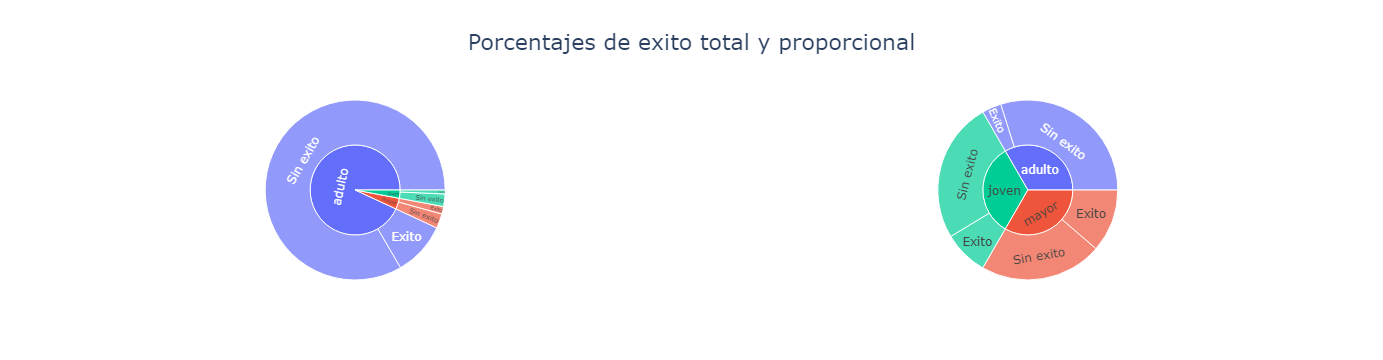 Porcentajes de exito total y proporcional
Sin exito
adulto
Sin exito
Exito
Sin exito
Exito
Exito
Sin exito
adulto
Sin exito
joven
mayor
Exito
Exito
Sin exito